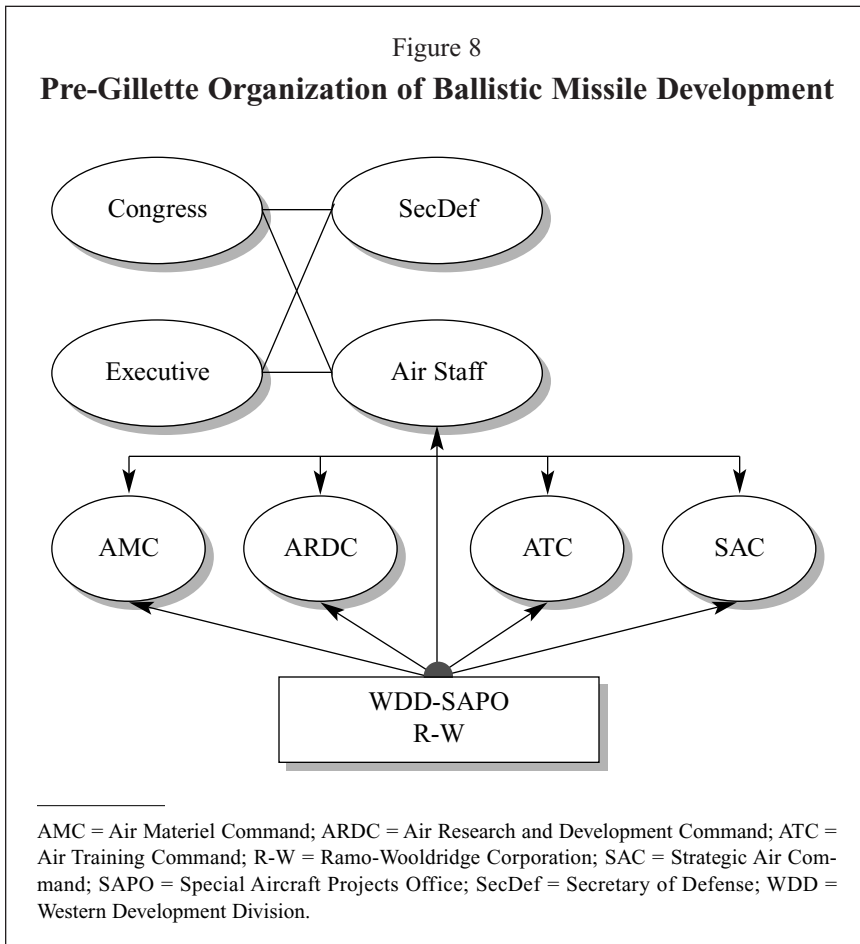 Figure 8
Pre-Gillette Organization of Ballistic Missile Development
Congress
SecDef
Executive
Air Staff
AMC
ARDC
ATC
SAC
WDD-SAPO
R-W
AMC = Air Materiel Command; ARDC = Air Research and Development Command; ATC =
Air Training Command; R-W = Ramo-Wooldridge Corporation; SAC = Strategic Air Com-
mand; SAPO = Special Aircraft Projects Office; SecDef = Secretary of Defense; WDD =
Western Development Division.